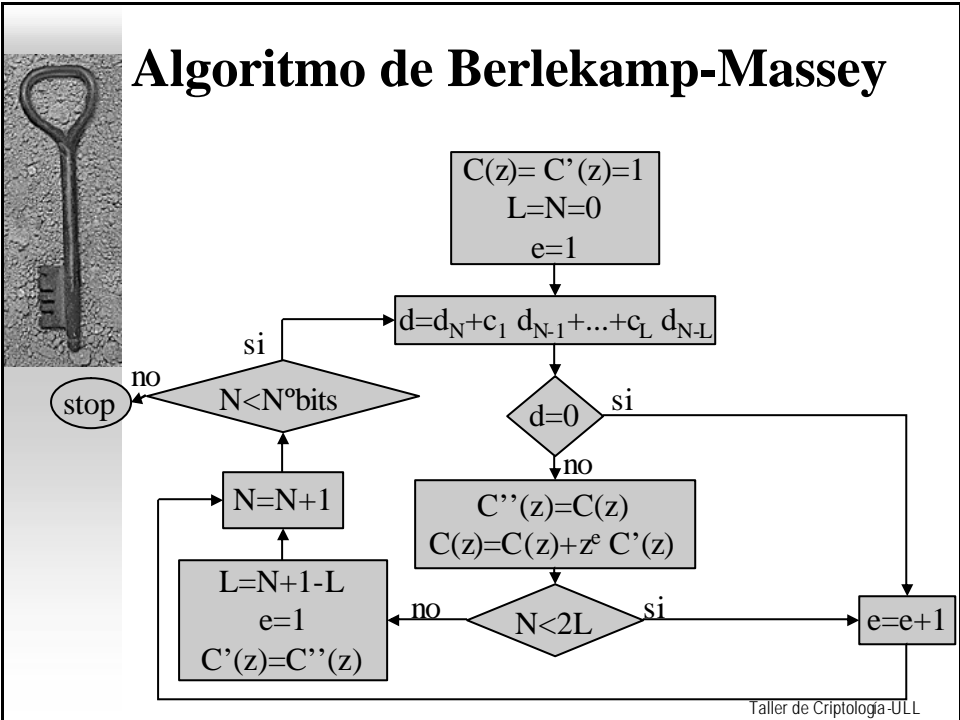 Algoritmo de Berlekamp-Massey
C(z)= C’(z)=1
L=N=0
e=1
d=d_N+c_1 d_{N-1}+...+c_L d_{N-L}
si
no
stop
N<Nºbits
d=0
si
no
N=N+1
C’’(z)=C(z)
C(z)=C(z)+z^e C’(z)
L=N+1-L
e=1
C’(z)=C’’(z)
no
N<2L
si
e=e+1
Taller de Criptología-ULL